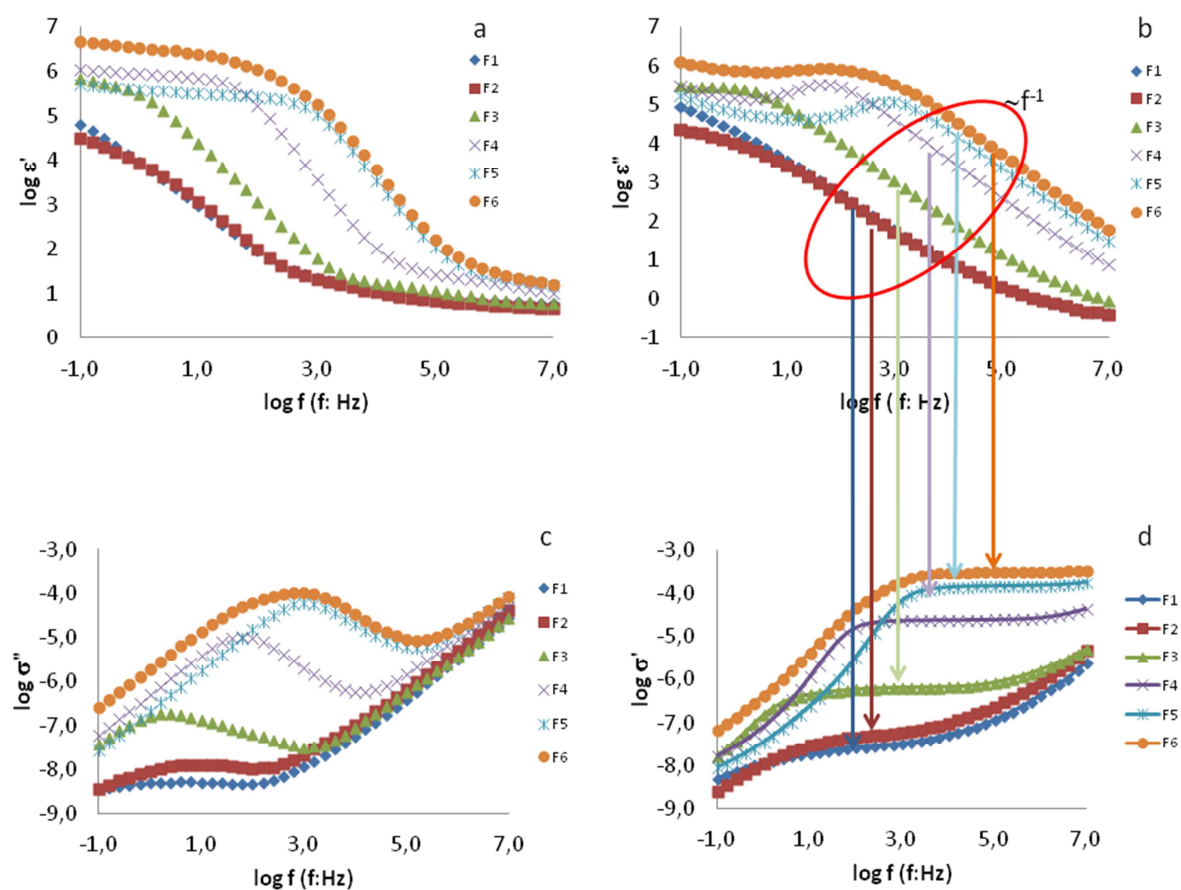 a
7
6
5
4
3
2
1
0
log ε'
-1,0 1,0 3,0 5,0 7,0
log f (f: Hz)
F1
F2
F3
F4
F5
F6
b
7
6
5
4
3
2
1
0
-1
log ε''
~f-1
-1,0 1,0 3,0 5,0 7,0
log f ( f: Hz)
F1
F2
F3
F4
F5
F6
c
-3,0
-4,0
-5,0
-6,0
-7,0
-8,0
-9,0
log σ''
-1,0 1,0 3,0 5,0 7,0
log f (f:Hz)
F1
F2
F3
F4
F5
F6
d
-3,0
-4,0
-5,0
-6,0
-7,0
-8,0
-9,0
log σ'
-1,0 1,0 3,0 5,0 7,0
log f (f:Hz)
F1
F2
F3
F4
F5
F6